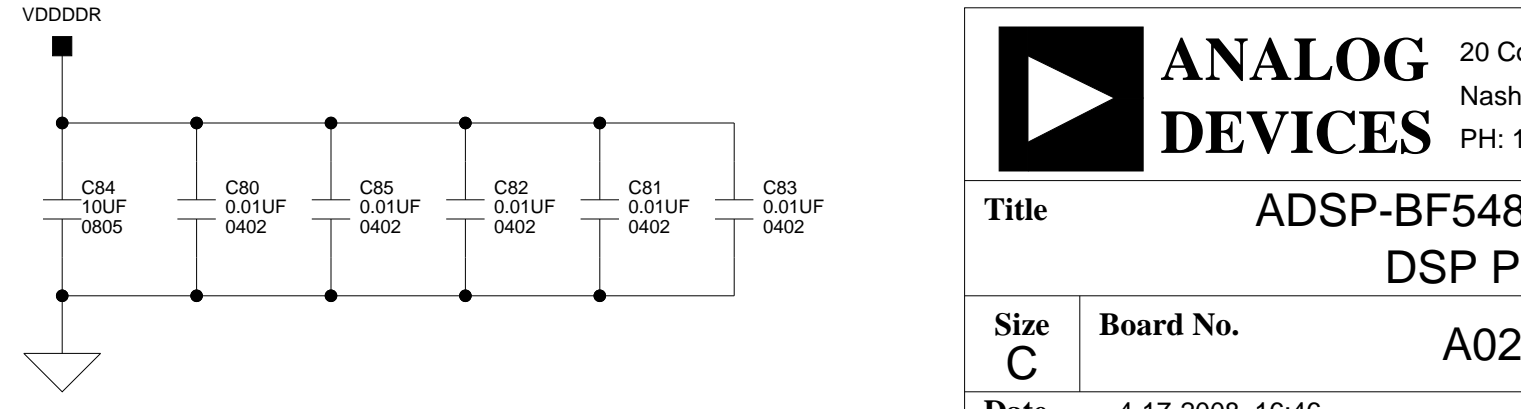 VDDDDR
C84
10UF
0805
C80
0.01UF
0402
C85
0.01UF
0402
C82
0.01UF
0402
C81
0.01UF
0402
C83
0.01UF
0402
ANALOG
DEVICES
20
Nash
PH: 1
Title
ADSP-BF548
DSP P
Size
C
Board No.
A02
Date
4-17-2008 16:46